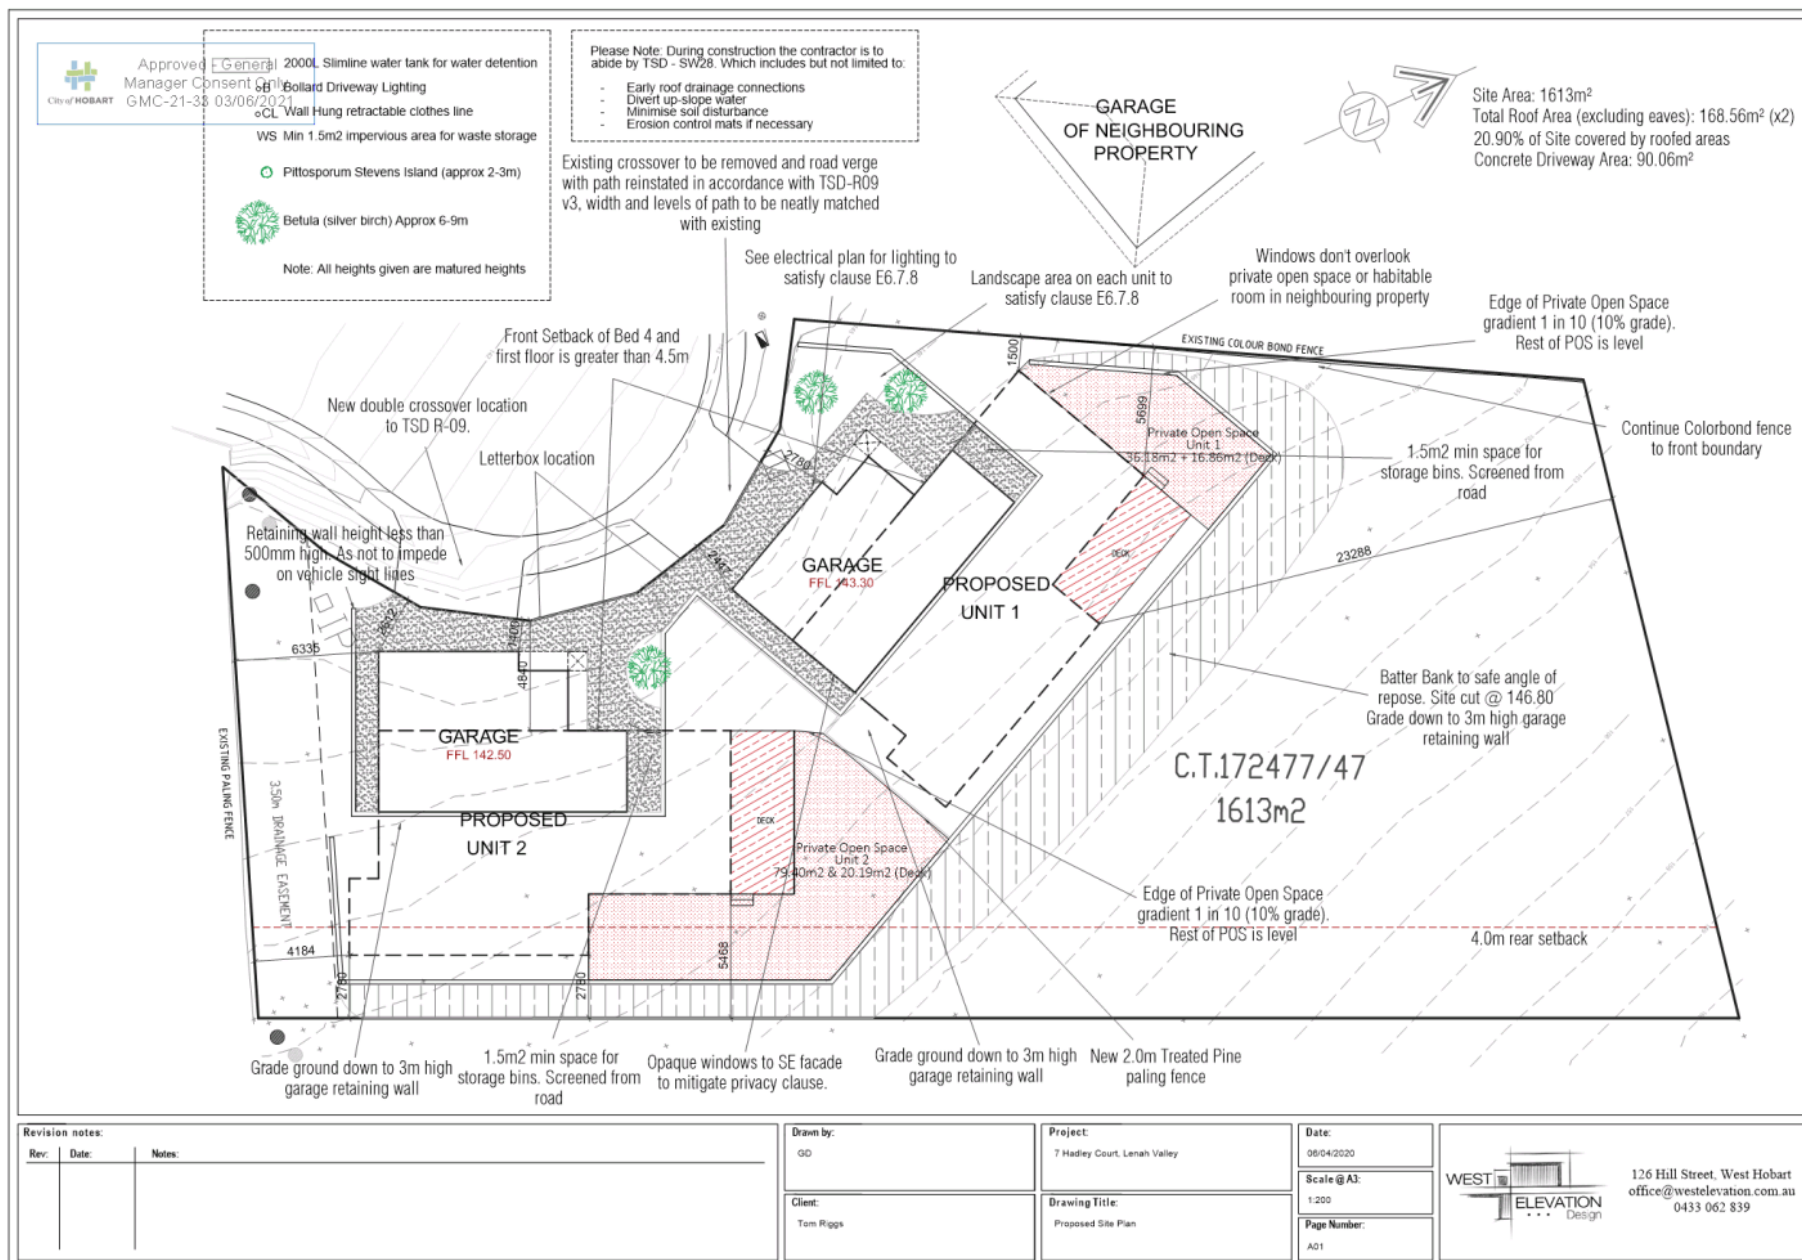 City of HOBART
Approved - General
Manager Consent Only
GMC-21-33 03/06/2021
2000L Slimline water tank for water detention
oB Bollard Driveway Lighting
oCL Wall Hung retractable clothes line
WS Min 1.5m2 impervious area for waste storage
Pittosporum Stevens Island (approx 2-3m)
Betula (silver birch) Approx 6-9m
Note: All heights given are matured heights
Please Note: During construction the contractor is to
abide by TSD - SW28. Which includes but not limited to:
- Early roof drainage connections
- Divert up-slope water
- Minimise soil disturbance
- Erosion control mats if necessary
GARAGE
OF NEIGHBOURING
PROPERTY
Z
Site Area: 1613m²
Total Roof Area (excluding eaves): 168.56m² (x2)
20.90% of Site covered by roofed areas
Concrete Driveway Area: 90.06m²
Existing crossover to be removed and road verge
with path reinstated in accordance with TSD-R09
v3, width and levels of path to be neatly matched
with existing
See electrical plan for lighting to
satisfy clause E6.7.8
Landscape area on each unit to
satisfy clause E6.7.8
Windows don't overlook
private open space or habitable
room in neighbouring property
Edge of Private Open Space
gradient 1 in 10 (10% grade).
Rest of POS is level
Front Setback of Bed 4 and
first floor is greater than 4.5m
EXISTING COLOUR BOND FENCE
1500
5699
New double crossover location
to TSD R-09.
Letterbox location
2780
Private Open Space
Unit 1
36.18m2 + 16.86m2 (Deck)
1.5m2 min space for
storage bins. Screened from
road
Continue Colorbond fence
to front boundary
Retaining wall height less than
500mm high. As not to impede
on vehicle sight lines
2447
GARAGE
FFL 143.30
PROPOSED
UNIT 1
DECK
23288
6335
1400
4840
Batter Bank to safe angle of
repose. Site cut @ 146.80
Grade down to 3m high garage
retaining wall
EXISTING PALING FENCE
3.50m DRAINAGE EASEMENT
GARAGE
FFL 142.50
PROPOSED
UNIT 2
DECK
Private Open Space
Unit 2
79.40m2 & 20.19m2 (Deck)
C.T.172477/47
1613m2
Edge of Private Open Space
gradient 1 in 10 (10% grade).
Rest of POS is level
4.0m rear setback
4184
2780
2780
5468
Grade ground down to 3m high
garage retaining wall
1.5m2 min space for
storage bins. Screened from
road
Opaque windows to SE facade
to mitigate privacy clause.
Grade ground down to 3m high
garage retaining wall
New 2.0m Treated Pine
paling fence
Revision notes:
Rev: Date: Notes:
Drawn by:
GD
Client:
Tom Riggs
Project:
7 Hadley Court, Lenah Valley
Drawing Title:
Proposed Site Plan
Date:
06/04/2020
Scale @ A3:
1:200
Page Number:
A01
WEST
ELEVATION
Design
126 Hill Street, West Hobart
office@westelevation.com.au
0433 062 839